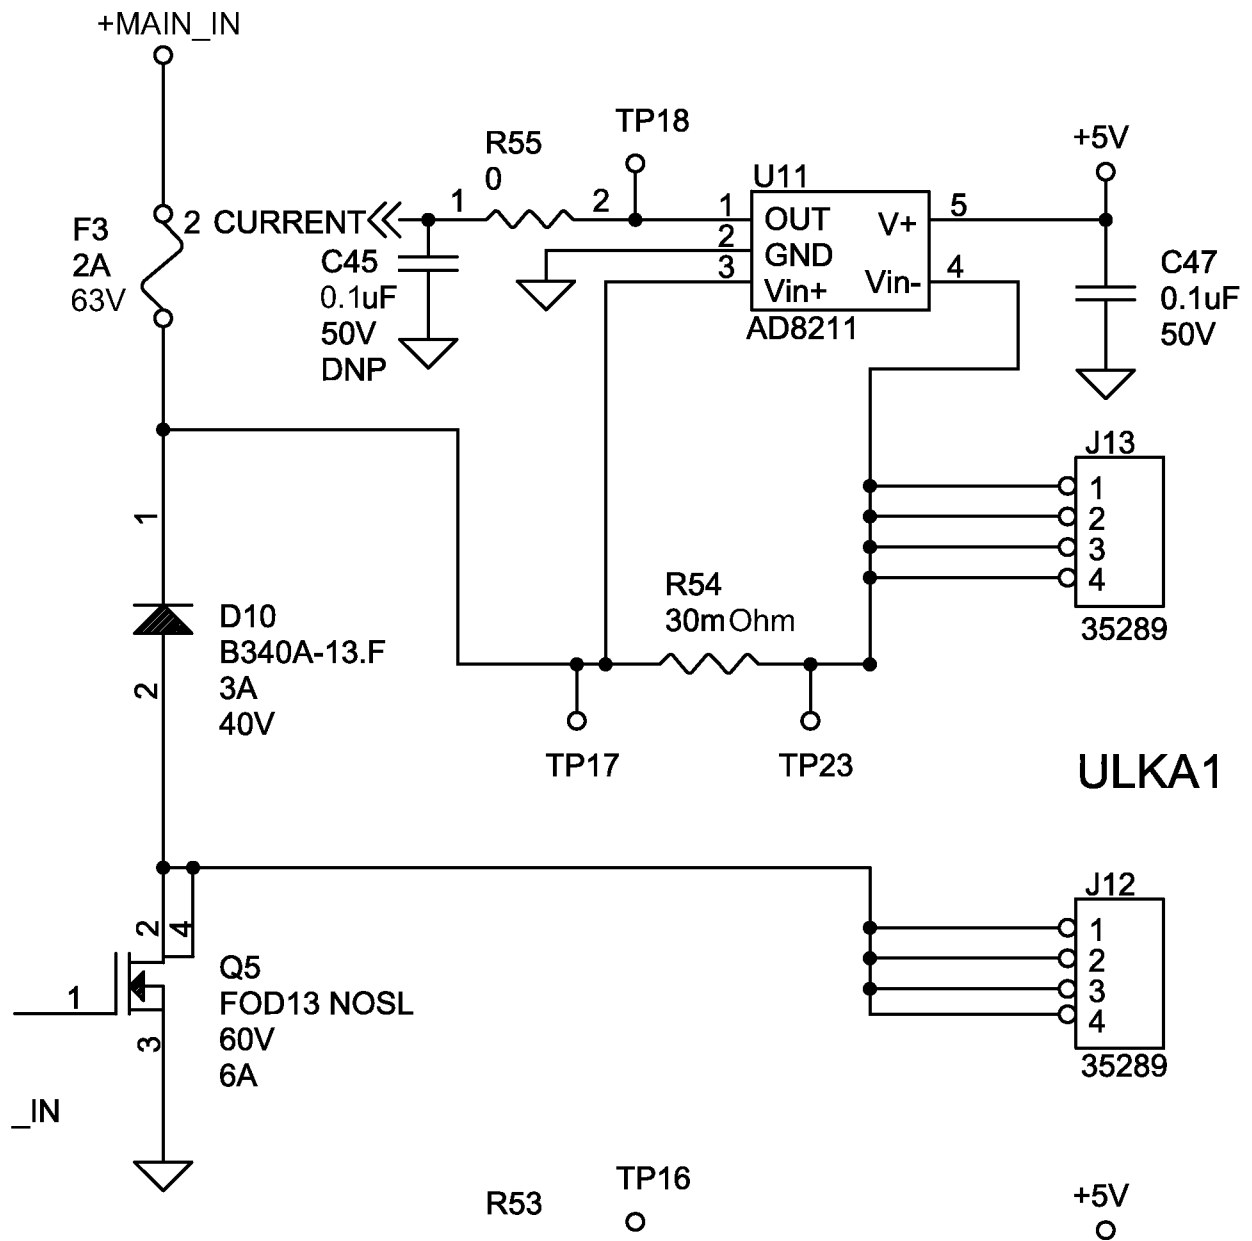 +MAIN_IN
F3
2A
63V
2
CURRENT
1
R55
0
2
TP18
C45
0.1uF
50V
DNP
U11
1
2
3
OUT
GND
Vin+
V+
Vin-
5
4
AD8211
+5V
C47
0.1uF
50V
J13
1
2
3
4
35289
1
2
D10
B340A-13.F
3A
40V
R54
30mOhm
TP17
TP23
ULKA1
J12
1
2
3
4
35289
2
4
1
3
Q5
FOD13 NOSL
60V
6A
_IN
R53
TP16
+5V